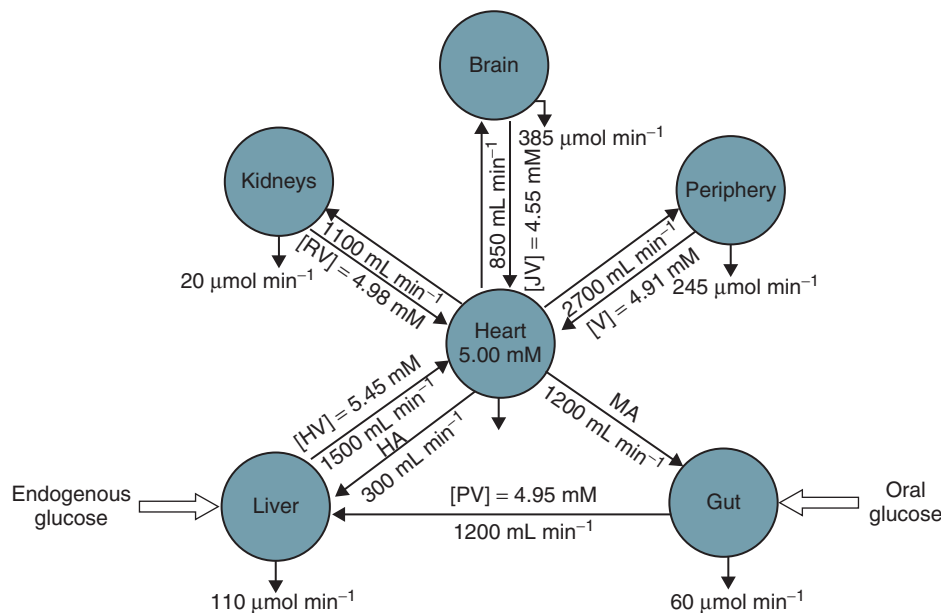 Brain
385 μmol min⁻¹
850 mL min⁻¹
[JV] = 4.55 mM
Kidneys
1100 mL min⁻¹
[RV] = 4.98 mM
20 μmol min⁻¹
Periphery
2700 mL min⁻¹
[V] = 4.91 mM
245 μmol min⁻¹
Heart
5.00 mM
[HV] = 5.45 mM
1500 mL min⁻¹
HA
300 mL min⁻¹
MA
1200 mL min⁻¹
Endogenous
glucose
Liver
[PV] = 4.95 mM
1200 mL min⁻¹
Gut
Oral
glucose
110 μmol min⁻¹
60 μmol min⁻¹